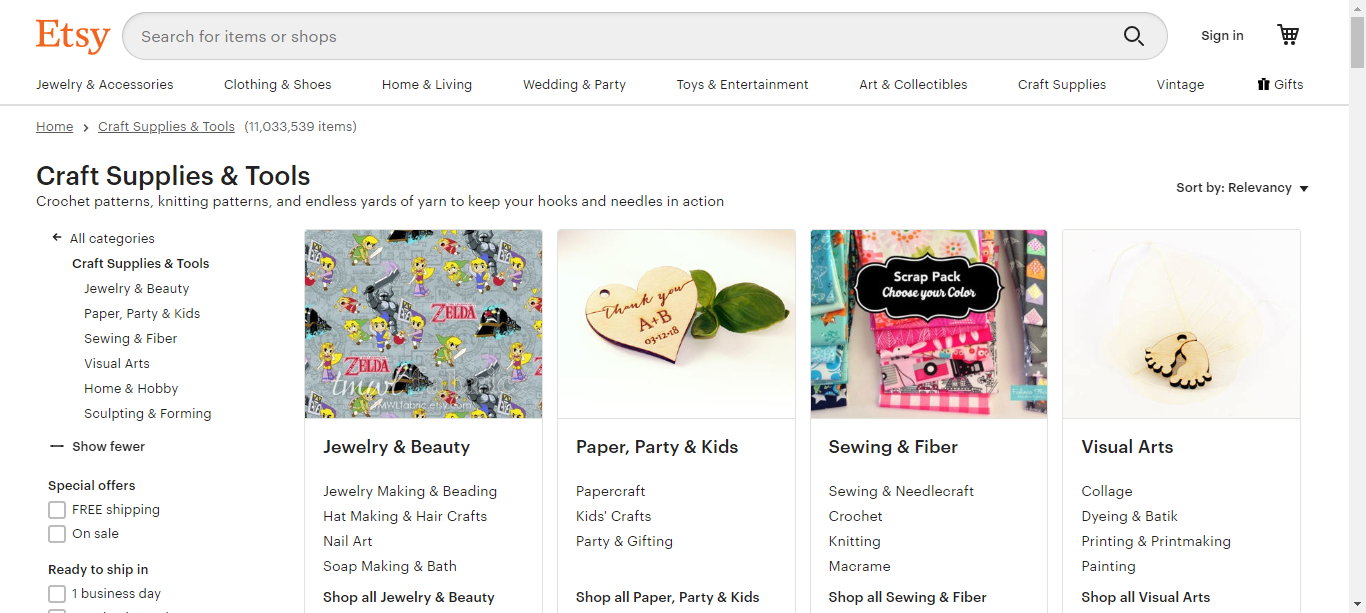 Etsy
Search for items or shops
Sign in
Jewelry & Accessories
Clothing & Shoes
Home & Living
Wedding & Party
Toys & Entertainment
Art & Collectibles
Craft Supplies
Vintage
Gifts
Home
Craft Supplies & Tools
(11,033,539 items)
Craft Supplies & Tools
Crochet patterns, knitting patterns, and endless yards of yarn to keep your hooks and needles in action
Sort by: Relevancy
All categories
Craft Supplies & Tools
Jewelry & Beauty
Paper, Party & Kids
Sewing & Fiber
Visual Arts
Home & Hobby
Sculpting & Forming
Show fewer
Special offers
FREE shipping
On sale
Ready to ship in
1 business day
ZELDA
ZELDA
tmwl
Jewelry & Beauty
Jewelry Making & Beading
Hat Making & Hair Crafts
Nail Art
Soap Making & Bath
Shop all Jewelry & Beauty
Thank you
A+B
03·12·18
Paper, Party & Kids
Papercraft
Kids' Crafts
Party & Gifting
Shop all Paper, Party & Kids
Scrap Pack
Choose your Color
Sewing & Fiber
Sewing & Needlecraft
Crochet
Knitting
Macrame
Shop all Sewing & Fiber
Visual Arts
Collage
Dyeing & Batik
Printing & Printmaking
Painting
Shop all Visual Arts